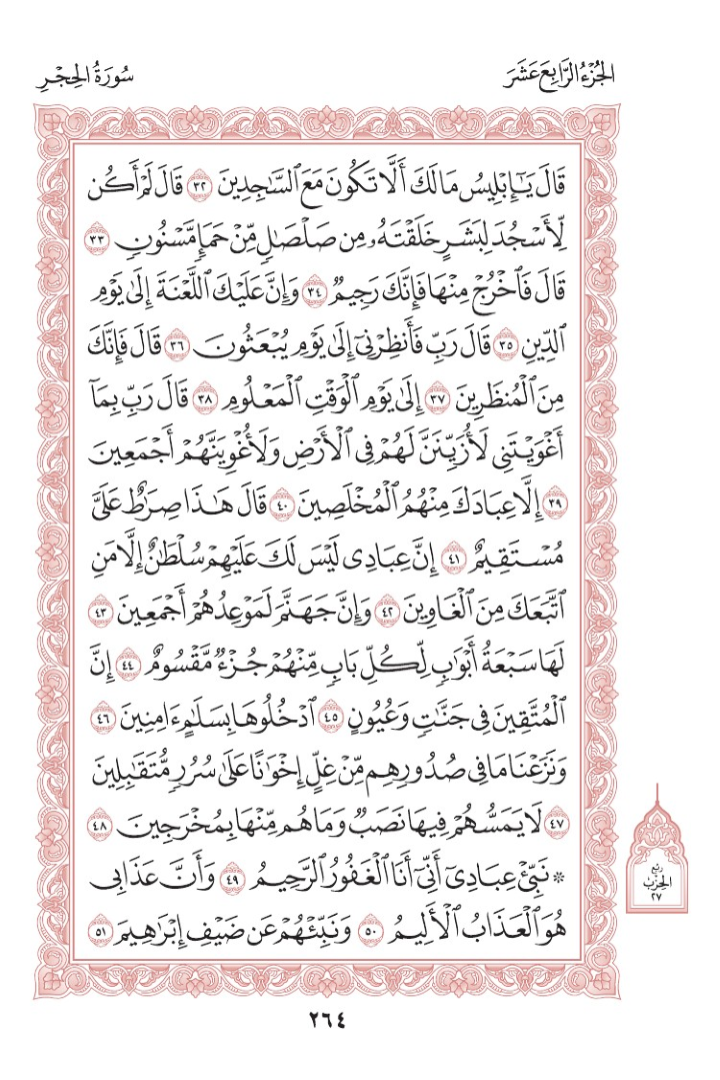 الجُزْءُ الرَّابِعَ عَشَرَ
سُورَةُ الحِجْرِ
قَالَ يَـٰٓإِبْلِيسُ مَا لَكَ أَلَّا تَكُونَ مَعَ ٱلسَّـٰجِدِينَ ٣٢ قَالَ لَمْ أَكُن
لِّأَسْجُدَ لِبَشَرٍ خَلَقْتَهُۥ مِن صَلْصَـٰلٍ مِّنْ حَمَإٍ مَّسْنُونٍ ٣٣
قَالَ فَٱخْرُجْ مِنْهَا فَإِنَّكَ رَجِيمٌ ٣٤ وَإِنَّ عَلَيْكَ ٱللَّعْنَةَ إِلَىٰ يَوْمِ
ٱلدِّينِ ٣٥ قَالَ رَبِّ فَأَنظِرْنِىٓ إِلَىٰ يَوْمِ يُبْعَثُونَ ٣٦ قَالَ فَإِنَّكَ
مِنَ ٱلْمُنظَرِينَ ٣٧ إِلَىٰ يَوْمِ ٱلْوَقْتِ ٱلْمَعْلُومِ ٣٨ قَالَ رَبِّ بِمَآ
أَغْوَيْتَنِى لَأُزَيِّنَنَّ لَهُمْ فِى ٱلْأَرْضِ وَلَأُغْوِيَنَّهُمْ أَجْمَعِينَ
٣٩ إِلَّا عِبَادَكَ مِنْهُمُ ٱلْمُخْلَصِينَ ٤٠ قَالَ هَـٰذَا صِرَٰطٌ عَلَىَّ
مُسْتَقِيمٌ ٤١ إِنَّ عِبَادِى لَيْسَ لَكَ عَلَيْهِمْ سُلْطَـٰنٌ إِلَّا مَنِ
ٱتَّبَعَكَ مِنَ ٱلْغَاوِينَ ٤٢ وَإِنَّ جَهَنَّمَ لَمَوْعِدُهُمْ أَجْمَعِينَ ٤٣
لَهَا سَبْعَةُ أَبْوَٰبٍ لِّكُلِّ بَابٍ مِّنْهُمْ جُزْءٌ مَّقْسُومٌ ٤٤ إِنَّ
ٱلْمُتَّقِينَ فِى جَنَّـٰتٍ وَعُيُونٍ ٤٥ ٱدْخُلُوهَا بِسَلَـٰمٍ ءَامِنِينَ ٤٦
وَنَزَعْنَا مَا فِى صُدُورِهِم مِّنْ غِلٍّ إِخْوَٰنًا عَلَىٰ سُرُرٍ مُّتَقَـٰبِلِينَ
٤٧ لَا يَمَسُّهُمْ فِيهَا نَصَبٌ وَمَا هُم مِّنْهَا بِمُخْرَجِينَ ٤٨
۞ نَبِّئْ عِبَادِىٓ أَنِّىٓ أَنَا ٱلْغَفُورُ ٱلرَّحِيمُ ٤٩ وَأَنَّ عَذَابِى
هُوَ ٱلْعَذَابُ ٱلْأَلِيمُ ٥٠ وَنَبِّئْهُمْ عَن ضَيْفِ إِبْرَٰهِيمَ ٥١
ربع
الحزب
٢٧
٢٦٤